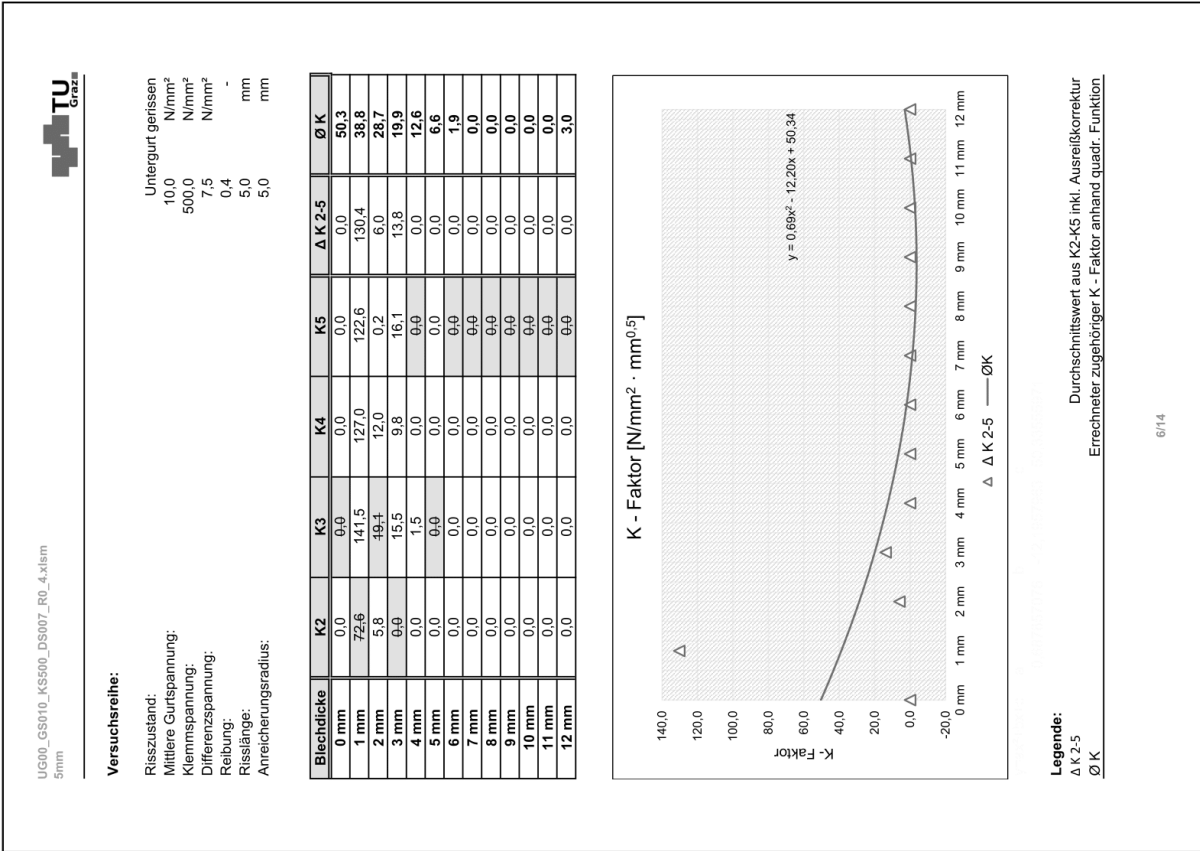 UG00_GS010_KS500_DS007_R0_4.xlsm
5mm
TU
Graz
Versuchsreihe:
Risszustand: Untergurt gerissen
Mittlere Gurtspannung: 10,0 N/mm²
Klemmspannung: 500,0 N/mm²
Differenzspannung: 7,5 N/mm²
Reibung: 0,4 -
Risslänge: 5,0 mm
Anreicherungsradius: 5,0 mm
Blechdicke K2 K3 K4 K5 Δ K 2-5 Ø K
0 mm 0,0 0,0 0,0 0,0 0,0 50,3
1 mm 72,6 141,5 127,0 122,6 130,4 38,8
2 mm 5,8 19,1 12,0 0,2 6,0 28,7
3 mm 0,0 15,5 9,8 16,1 13,8 19,9
4 mm 0,0 1,5 0,0 0,0 0,0 12,6
5 mm 0,0 0,0 0,0 0,0 0,0 6,6
6 mm 0,0 0,0 0,0 0,0 0,0 1,9
7 mm 0,0 0,0 0,0 0,0 0,0 0,0
8 mm 0,0 0,0 0,0 0,0 0,0 0,0
9 mm 0,0 0,0 0,0 0,0 0,0 0,0
10 mm 0,0 0,0 0,0 0,0 0,0 0,0
11 mm 0,0 0,0 0,0 0,0 0,0 0,0
12 mm 0,0 0,0 0,0 0,0 0,0 3,0
K - Faktor [N/mm² · mm⁰,⁵]
K- Faktor
140,0
120,0
100,0
80,0
60,0
40,0
20,0
0,0
-20,0
y = 0,69x² - 12,20x + 50,34
0 mm 1 mm 2 mm 3 mm 4 mm 5 mm 6 mm 7 mm 8 mm 9 mm 10 mm 11 mm 12 mm
Δ K 2-5 ØK
Legende:
Δ K 2-5 Durchschnittswert aus K2-K5 inkl. Ausreißkorrektur
Ø K Errechneter zugehöriger K - Faktor anhand quadr. Funktion
6/14